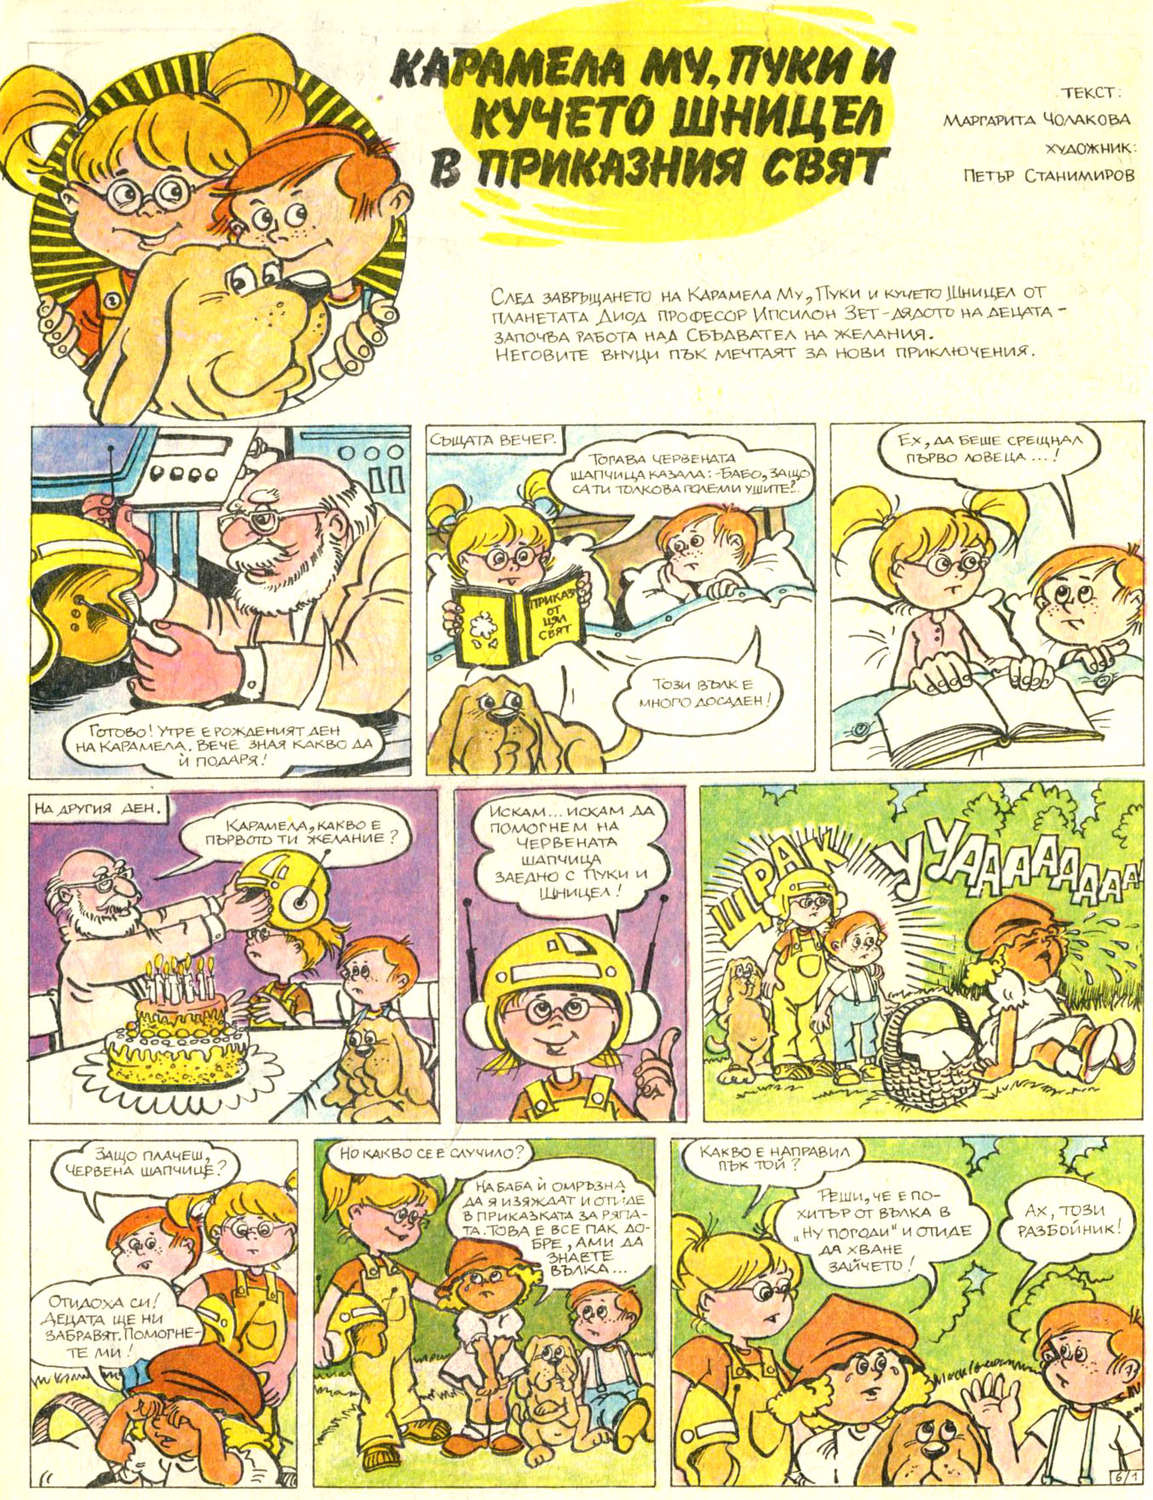 КАРАМЕЛА МУ, ПУКИ И
КУЧЕТО ШНИЦЕЛ
В ПРИКАЗНИЯ СВЯТ
ТЕКСТ:
МАРГАРИТА ЧОЛАКОВА
ХУДОЖНИК:
ПЕТЪР СТАНИМИРОВ
СЛЕД ЗАВРЪЩАНЕТО НА КАРАМЕЛА МУ, ПУКИ И КУЧЕТО ШНИЦЕЛ ОТ
ПЛАНЕТАТА ДИОД ПРОФЕСОР ИПСИЛОН ЗЕТ - ДЯДОТО НА ДЕЦАТА -
ЗАПОЧВА РАБОТА НАД СБЪДВАТЕЛ НА ЖЕЛАНИЯ.
НЕГОВИТЕ ВНУЦИ ПЪК МЕЧТАЯТ ЗА НОВИ ПРИКЛЮЧЕНИЯ.
ГОТОВО! УТРЕ Е РОЖДЕНИЯТ ДЕН
НА КАРАМЕЛА. ВЕЧЕ ЗНАЯ КАКВО ДА
Ѝ ПОДАРЯ!
СЪЩАТА ВЕЧЕР.
ТОГАВА ЧЕРВЕНАТА
ШАПЧИЦА КАЗАЛА: - БАБО, ЗАЩО
СА ТИ ТОЛКОВА ГОЛЕМИ УШИТЕ?..
ПРИКАЗ
ОТ
ЦЯЛ
СВЯТ
ТОЗИ ВЪЛК Е
МНОГО ДОСАДЕН!
ЕХ, ДА БЕШЕ СРЕЩНАЛ
ПЪРВО ЛОВЕЦА...!
НА ДРУГИЯ ДЕН.
КАРАМЕЛА, КАКВО Е
ПЪРВОТО ТИ ЖЕЛАНИЕ?
ИСКАМ... ИСКАМ ДА
ПОМОГНЕМ НА
ЧЕРВЕНАТА
ШАПЧИЦА
ЗАЕДНО С ПУКИ И
ШНИЦЕЛ!
ЩРАК
УУАААААААА!
ЗАЩО ПЛАЧЕШ,
ЧЕРВЕНА ШАПЧИЦЕ?
ОТИДОХА СИ!
ДЕЦАТА ЩЕ НИ
ЗАБРАВЯТ. ПОМОГНЕ-
ТЕ МИ!
НО КАКВО СЕ Е СЛУЧИЛО?
НА БАБА Ѝ ОМРЪЗНА
ДА Я ИЗЯЖДАТ И ОТИДЕ
В ПРИКАЗКАТА ЗА РЯПА-
ТА. ТОВА Е ВСЕ ПАК ДО-
БРЕ, АМИ ДА
ЗНАЕТЕ
ВЪЛКА...
КАКВО Е НАПРАВИЛ
ПЪК ТОЙ?
РЕШИ, ЧЕ Е ПО-
ХИТЪР ОТ ВЪЛКА В
„НУ ПОГОДИ" И ОТИДЕ
ДА ХВАНЕ
ЗАЙЧЕТО!
АХ, ТОЗИ
РАЗБОЙНИК!
6/1